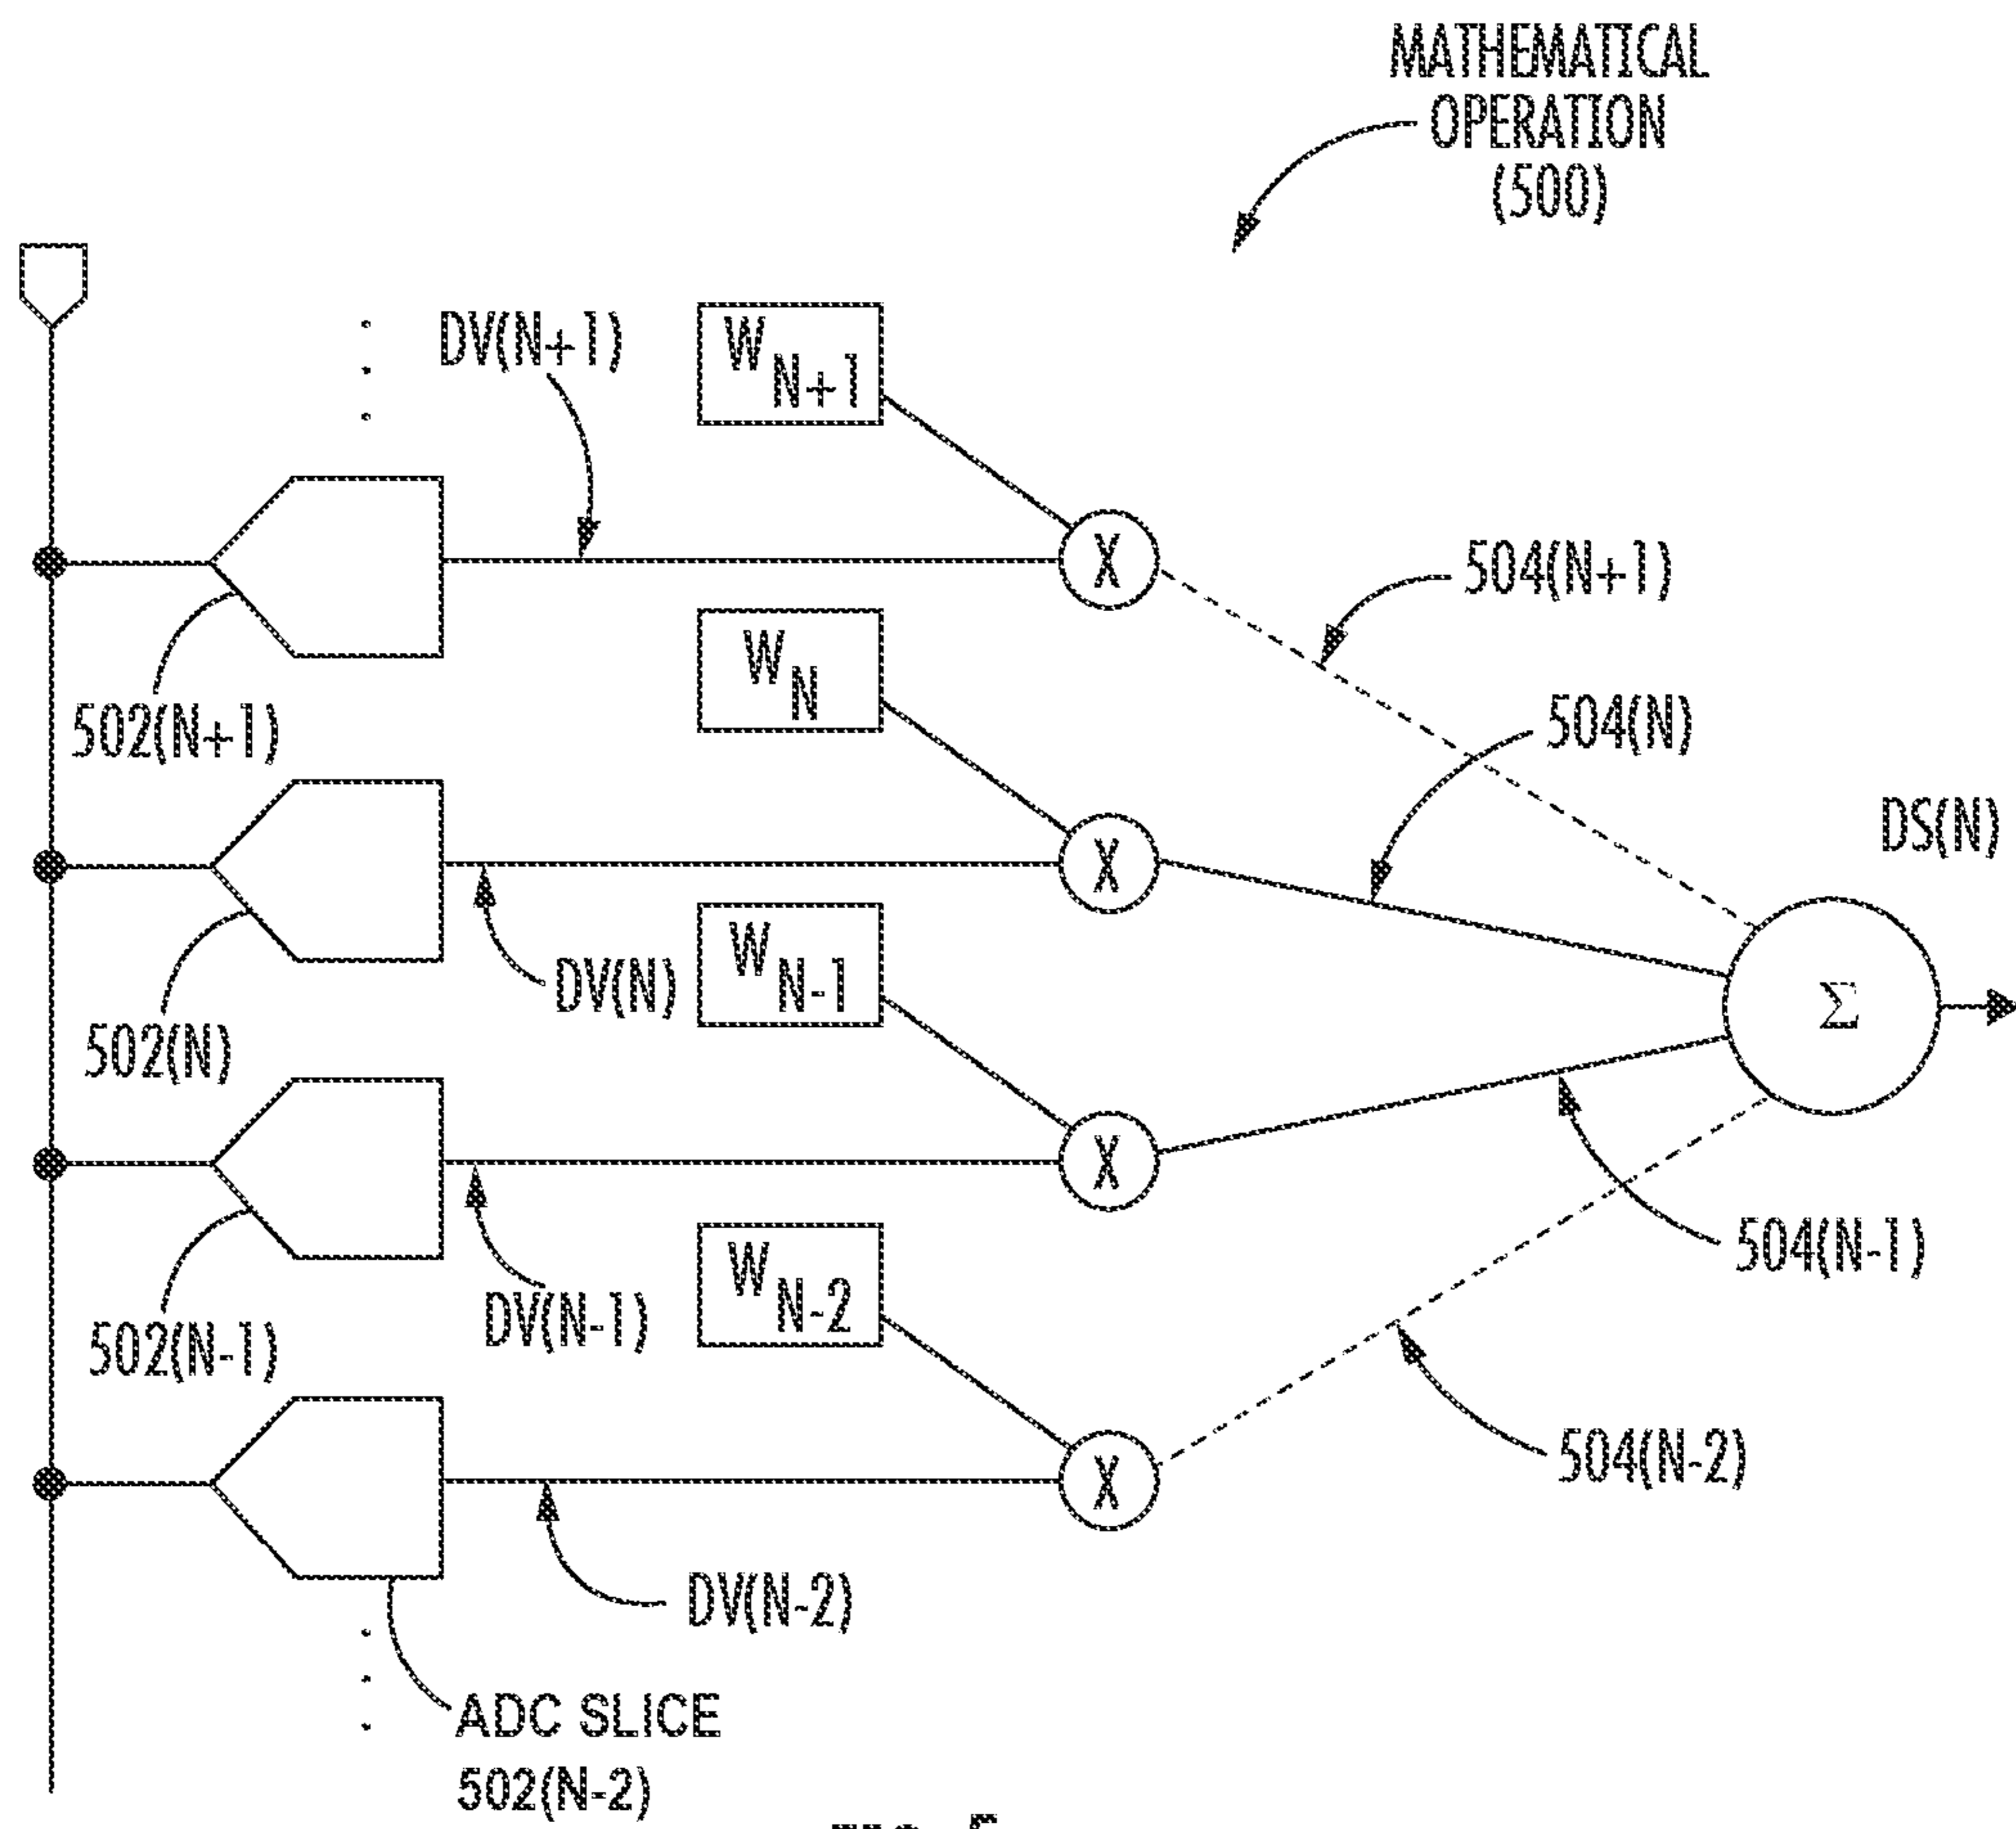 MATHEMATICAL
OPERATION
(500)
DV(N+1)
W N+1
X
504(N+1)
502(N+1)
W N
504(N)
X
DS(N)
DV(N)
W N-1
Σ
502(N)
X
504(N-1)
DV(N-1)
W N-2
502(N-1)
504(N-2)
X
DV(N-2)
ADC SLICE
502(N-2)